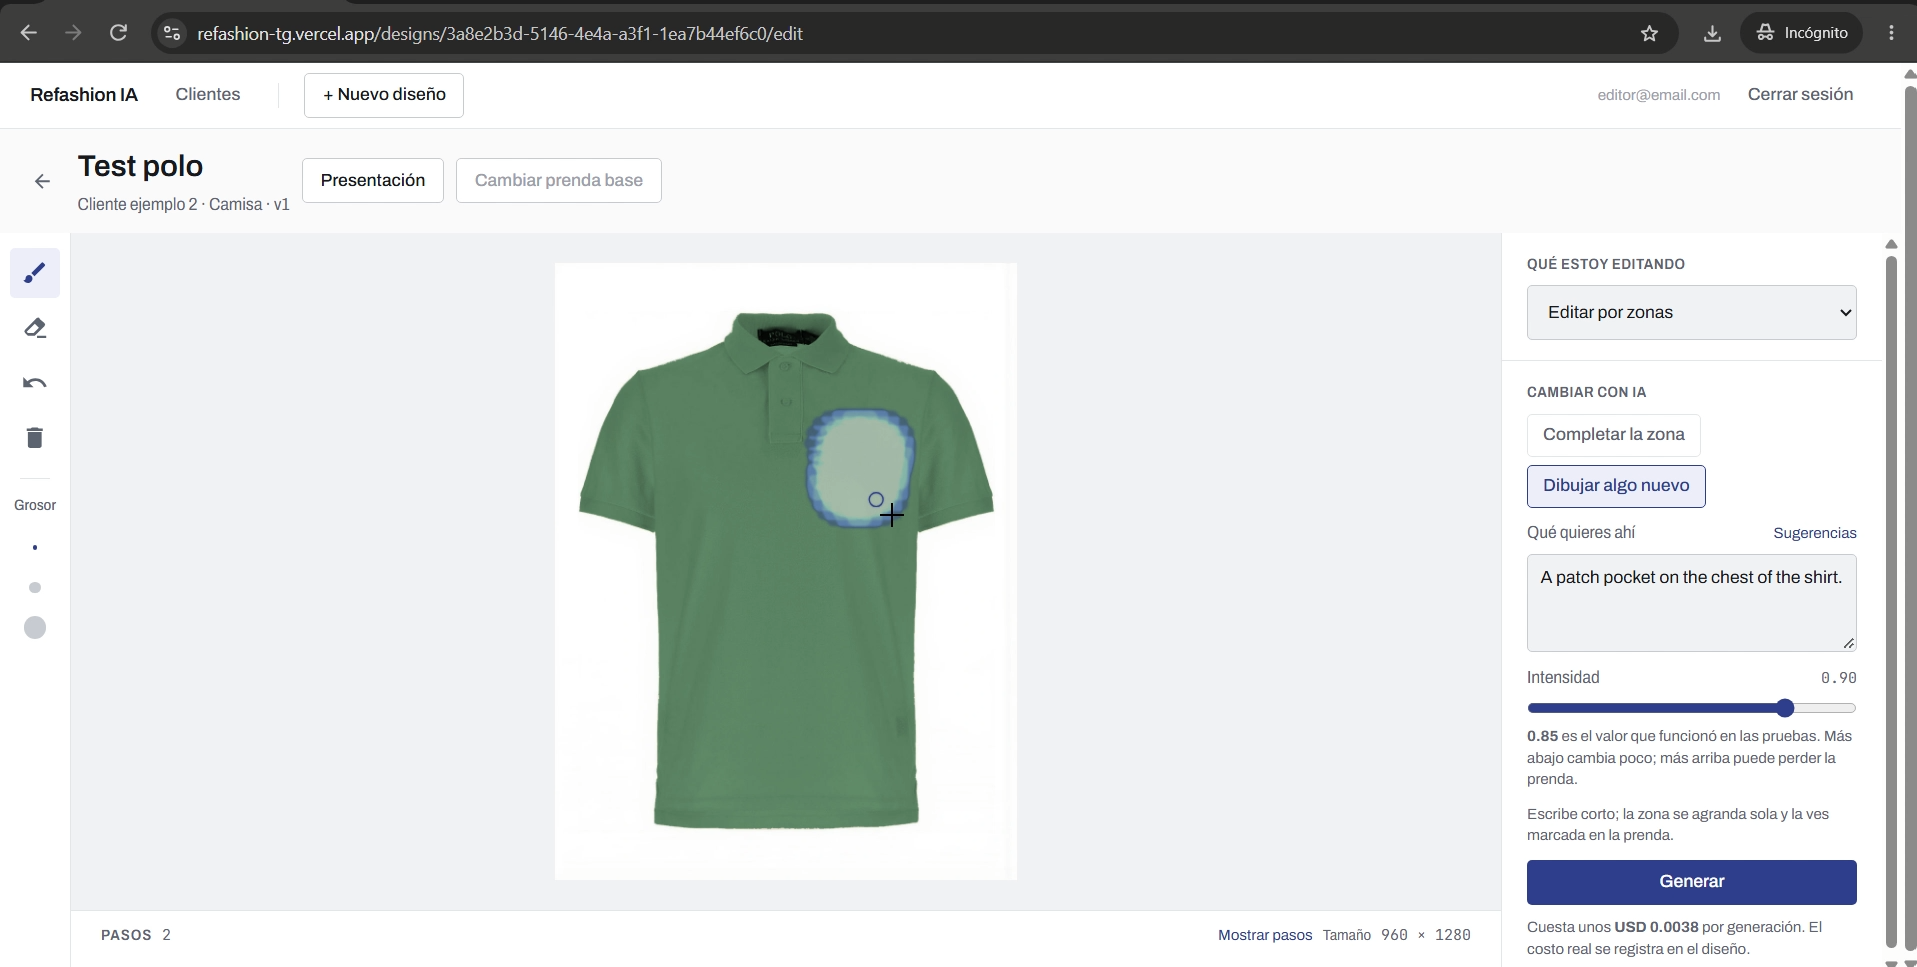 refashion-tg.vercel.app/designs/3a8e2b3d-5146-4e4a-a3f1-1ea7b44ef6c0/edit
Incógnito
Refashion IA
Clientes
+ Nuevo diseño
editor@email.com
Cerrar sesión
Test polo
Cliente ejemplo 2 · Camisa · v1
Presentación
Cambiar prenda base
Grosor
QUÉ ESTOY EDITANDO
Editar por zonas
CAMBIAR CON IA
Completar la zona
Dibujar algo nuevo
Qué quieres ahí
Sugerencias
A patch pocket on the chest of the shirt.
Intensidad
0.90
0.85 es el valor que funcionó en las pruebas. Más
abajo cambia poco; más arriba puede perder la
prenda.
Escribe corto; la zona se agranda sola y la ves
marcada en la prenda.
Generar
Cuesta unos USD 0.0038 por generación. El
costo real se registra en el diseño.
PASOS 2
Mostrar pasos
Tamaño 960 × 1280